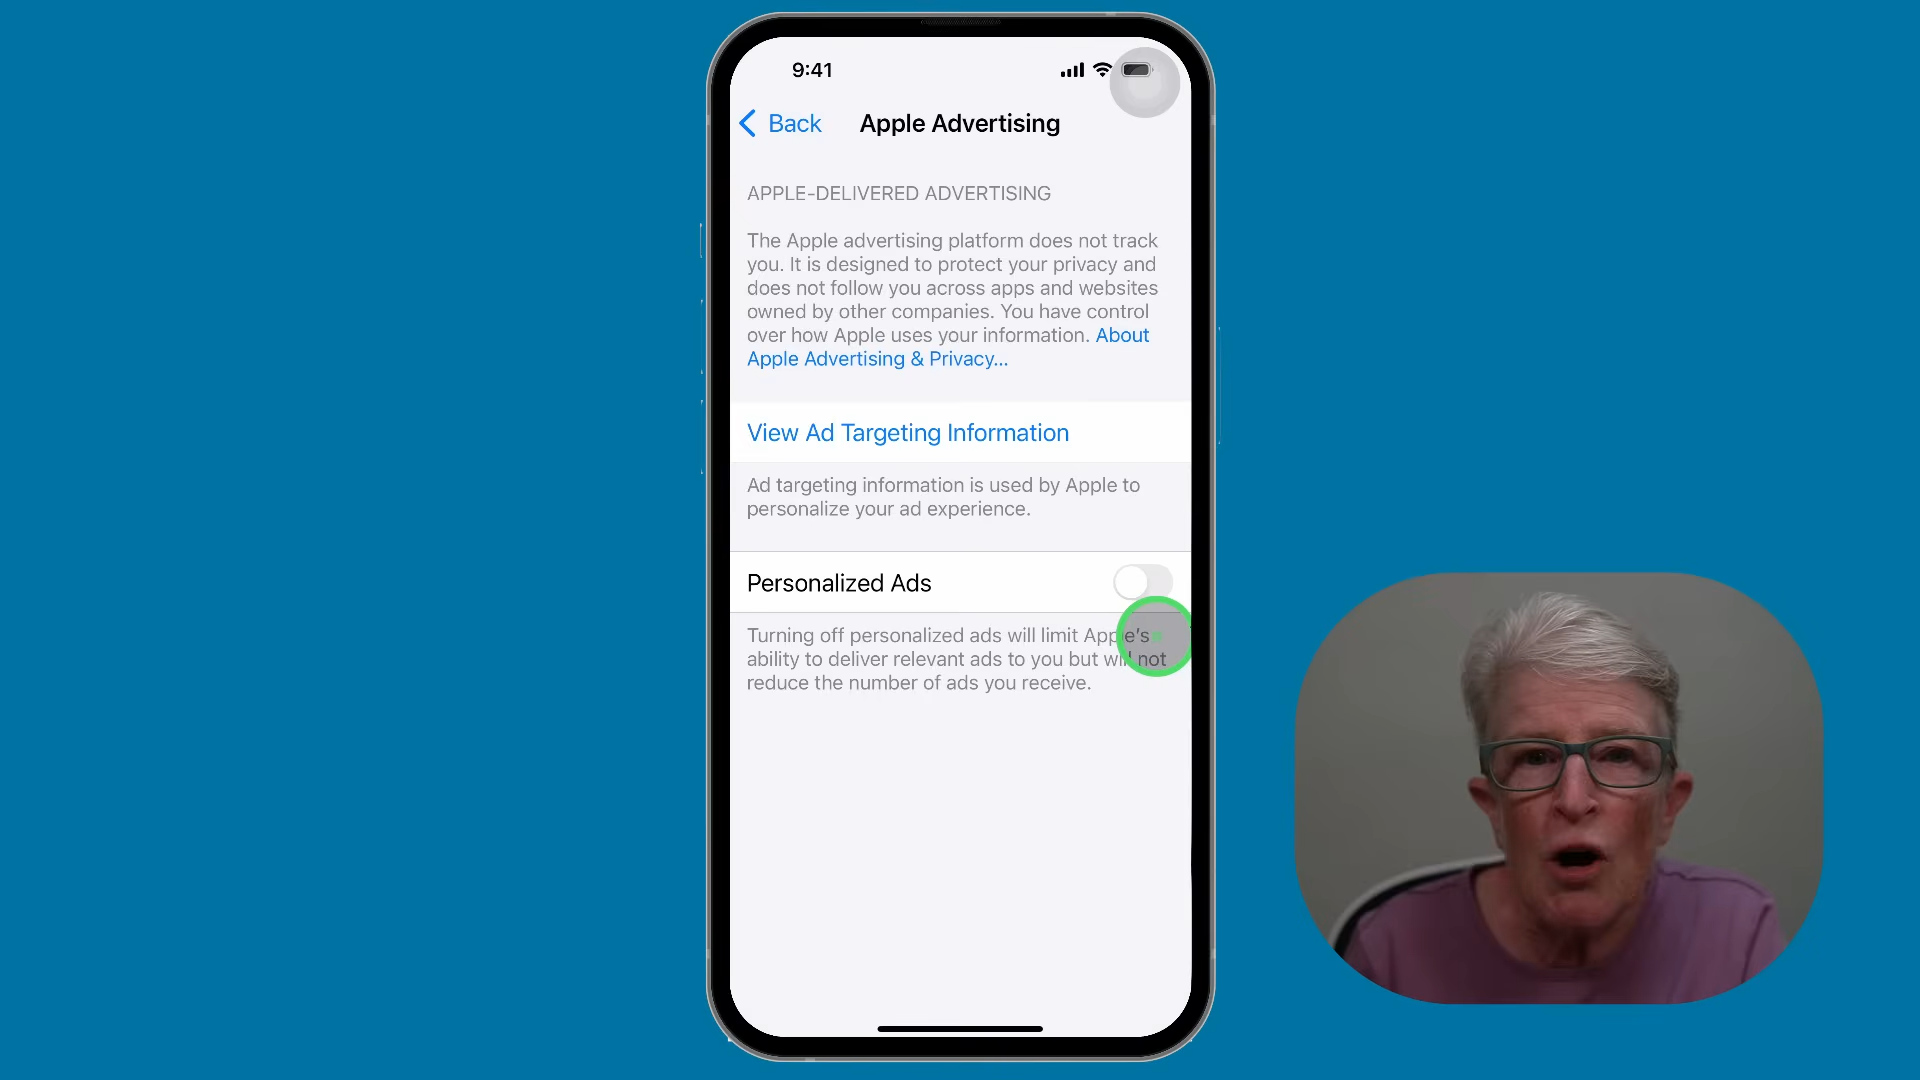 9:41
Back
Apple Advertising
APPLE-DELIVERED ADVERTISING
The Apple advertising platform does not track
you. It is designed to protect your privacy and
does not follow you across apps and websites
owned by other companies. You have control
over how Apple uses your information. About
Apple Advertising & Privacy...
View Ad Targeting Information
Ad targeting information is used by Apple to
personalize your ad experience.
Personalized Ads
Turning off personalized ads will limit Apple's
ability to deliver relevant ads to you but will not
reduce the number of ads you receive.